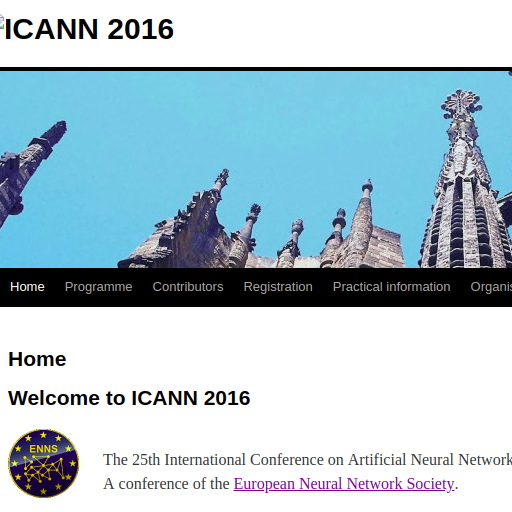 ICANN 2016
Home Programme Contributors Registration Practical information
Home
Welcome to ICANN 2016
ENNS
The 25th International Conference on Artificial Neural Network
A conference of the European Neural Network Society.